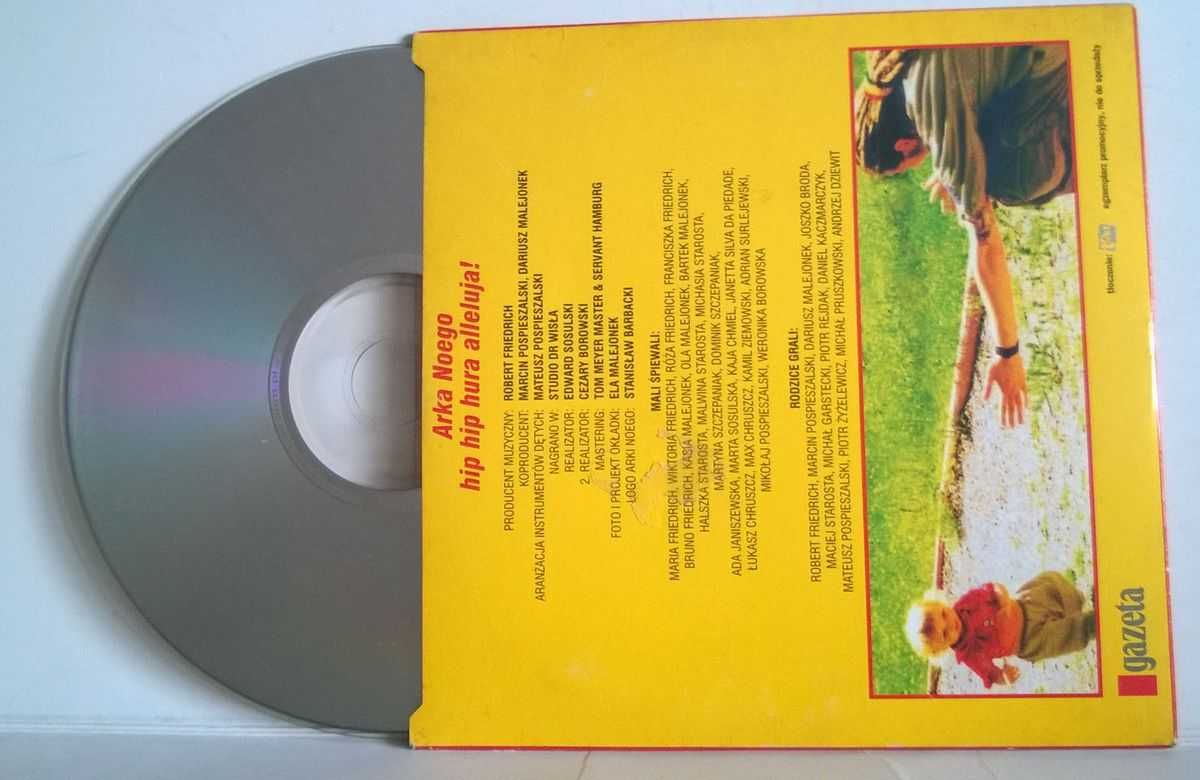 Arka Noego
hip hip hura alleluja!
PRODUCENT MUZYCZNY: ROBERT FRIEDRICH
KOPRODUCENT: MARCIN POSPIESZALSKI, DARIUSZ MALEJONEK
ARANŻACJA INSTRUMENTÓW DĘTYCH: MATEUSZ POSPIESZALSKI
NAGRANO W: STUDIO DR WISŁA
REALIZATOR: EDWARD SOSULSKI
2. REALIZATOR: CEZARY BOROWSKI
MASTERING: TOM MEYER MASTER & SERVANT HAMBURG
FOTO I PROJEKT OKŁADKI: ELA MALEJONEK
LOGO ARKI NOEGO: STANISŁAW BARBACKI
MALI ŚPIEWALI:
MARIA FRIEDRICH, WIKTORIA FRIEDRICH, RÓŻA FRIEDRICH, FRANCISZKA FRIEDRICH,
BRUNO FRIEDRICH, KASIA MALEJONEK, OLA MALEJONEK, BARTEK MALEJONEK,
HALSZKA STAROSTA, MALWINA STAROSTA, MICHASIA STAROSTA,
MARTYNA SZCZEPANIAK, DOMINIK SZCZEPANIAK,
ADA JANISZEWSKA, MARTA SOSULSKA, KAJA CHMIEL, JANETTA SILVA DA PIEDADE,
ŁUKASZ CHRUSZCZ, MAX CHRUSZCZ, KAMIL ZIEMOWSKI, ADRIAN SURLEJEWSKI,
MIKOŁAJ POSPIESZALSKI, WERONIKA BOROWSKA
RODZICE GRALI:
ROBERT FRIEDRICH, MARCIN POSPIESZALSKI, DARIUSZ MALEJONEK, JOSZKO BRODA,
MACIEJ STAROSTA, MICHAŁ GARSTECKI, PIOTR REJDAK, DANIEL KACZMARCZYK,
MATEUSZ POSPIESZALSKI, PIOTR ŻYŻELEWICZ, MICHAŁ PRUSZKOWSKI, ANDRZEJ DZIEWIT
gazeta
tłoczenie: egzemplarz promocyjny, nie do sprzedaży